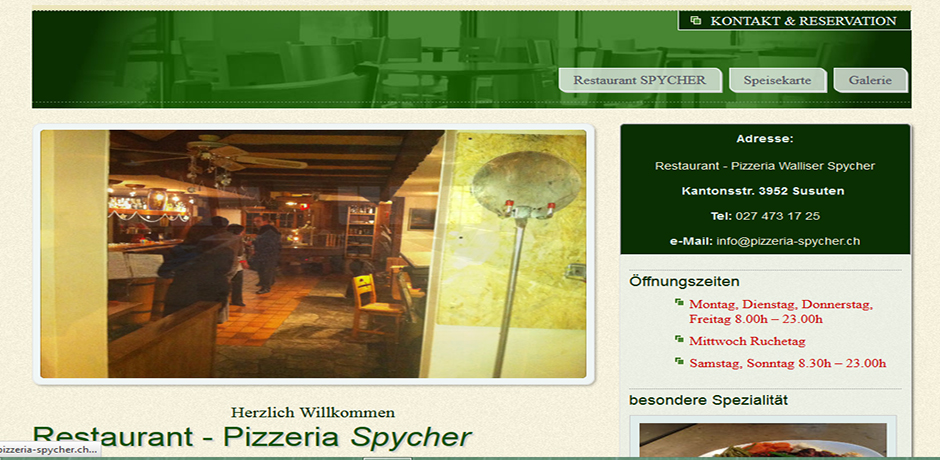 KONTAKT & RESERVATION
Restaurant SPYCHER
Speisekarte
Galerie
Adresse:
Restaurant - Pizzeria Walliser Spycher
Kantonsstr. 3952 Susuten
Tel: 027 473 17 25
e-Mail: info@pizzeria-spycher.ch
Öffnungszeiten
Montag, Dienstag, Donnerstag,
Freitag 8.00h – 23.00h
Mittwoch Ruchetag
Samstag, Sonntag 8.30h – 23.00h
besondere Spezialität
Herzlich Willkommen
Restaurant - Pizzeria Spycher
pizzeria-spycher.ch...